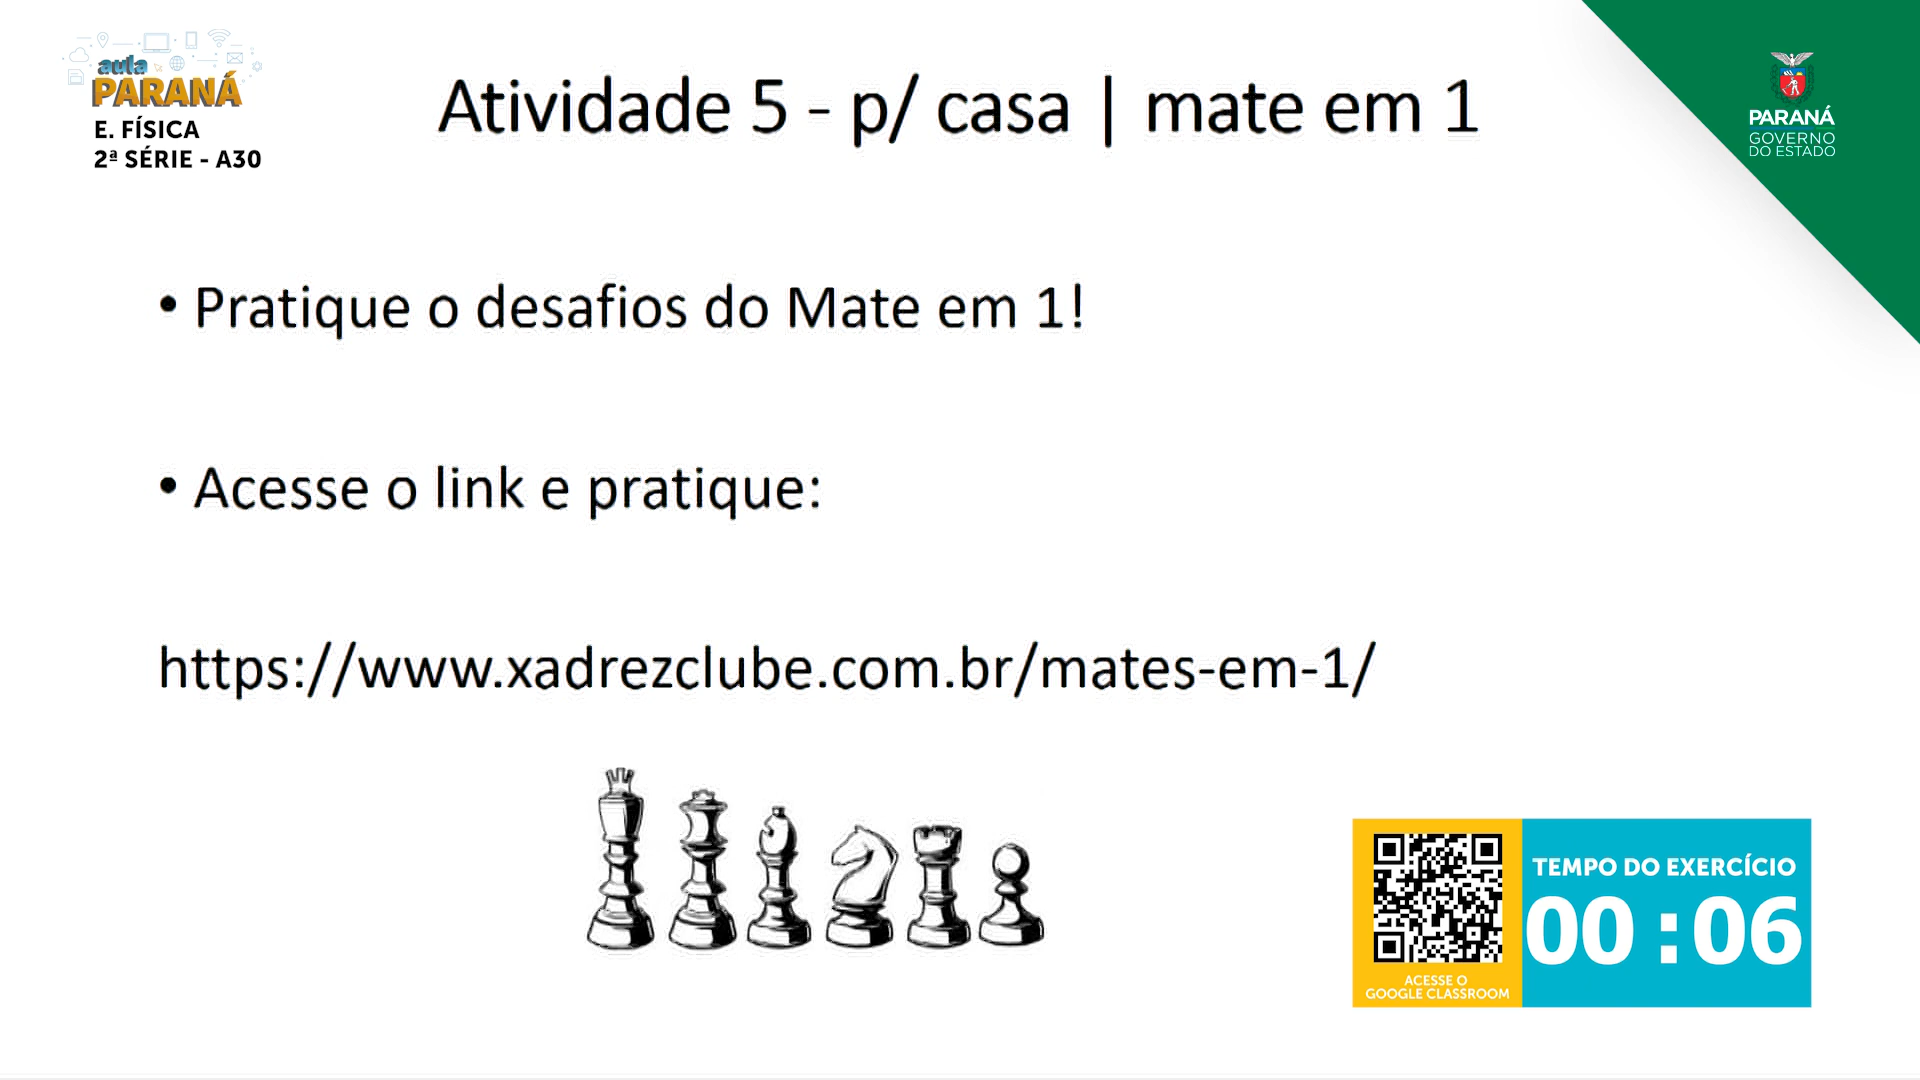 aula
PARANÁ
E. FÍSICA
2ª SÉRIE - A30
Atividade 5 - p/ casa | mate em 1
PARANÁ
GOVERNO
DO ESTADO
• Pratique o desafios do Mate em 1!
• Acesse o link e pratique:
https://www.xadrezclube.com.br/mates-em-1/
ACESSE O
GOOGLE CLASSROOM
TEMPO DO EXERCÍCIO
00 : 06